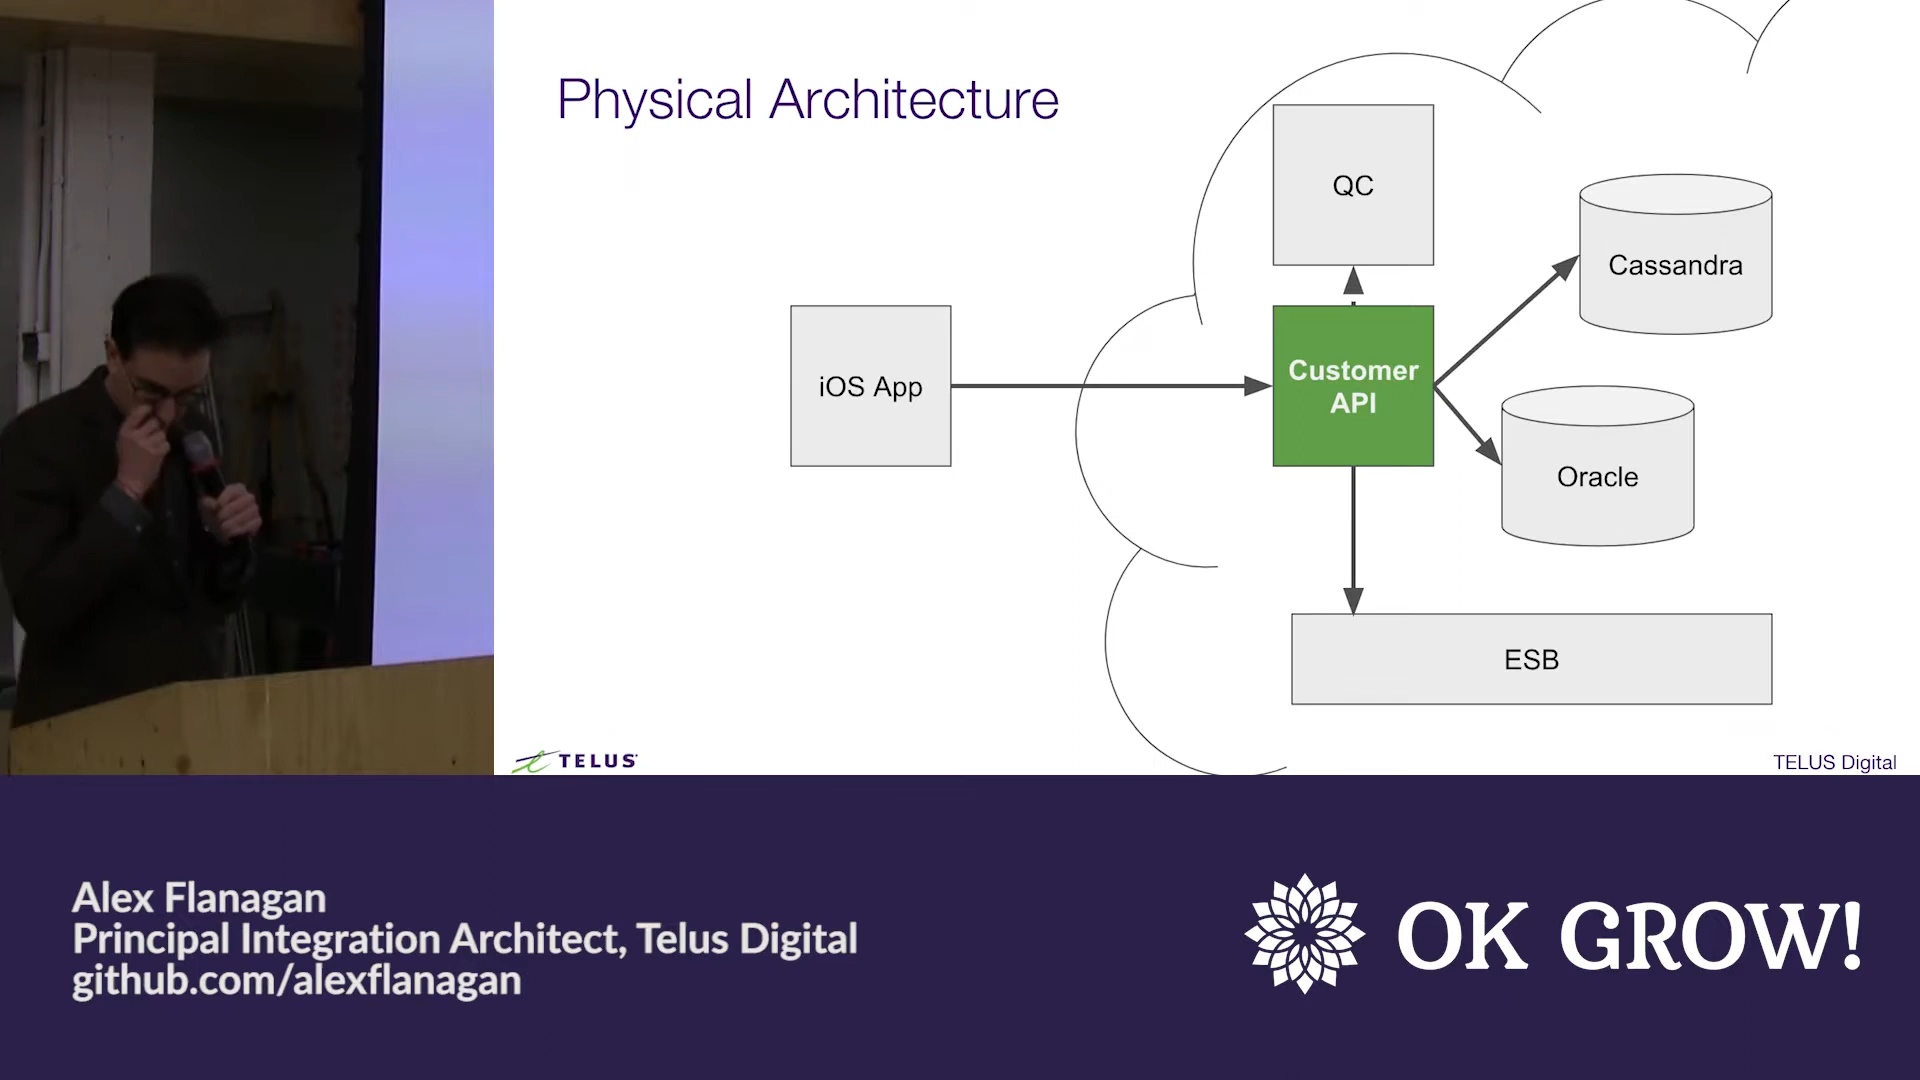 Physical Architecture
QC
Cassandra
iOS App
Customer
API
Oracle
ESB
TELUS
TELUS Digital
Alex Flanagan
Principal Integration Architect, Telus Digital
github.com/alexflanagan
OK GROW!